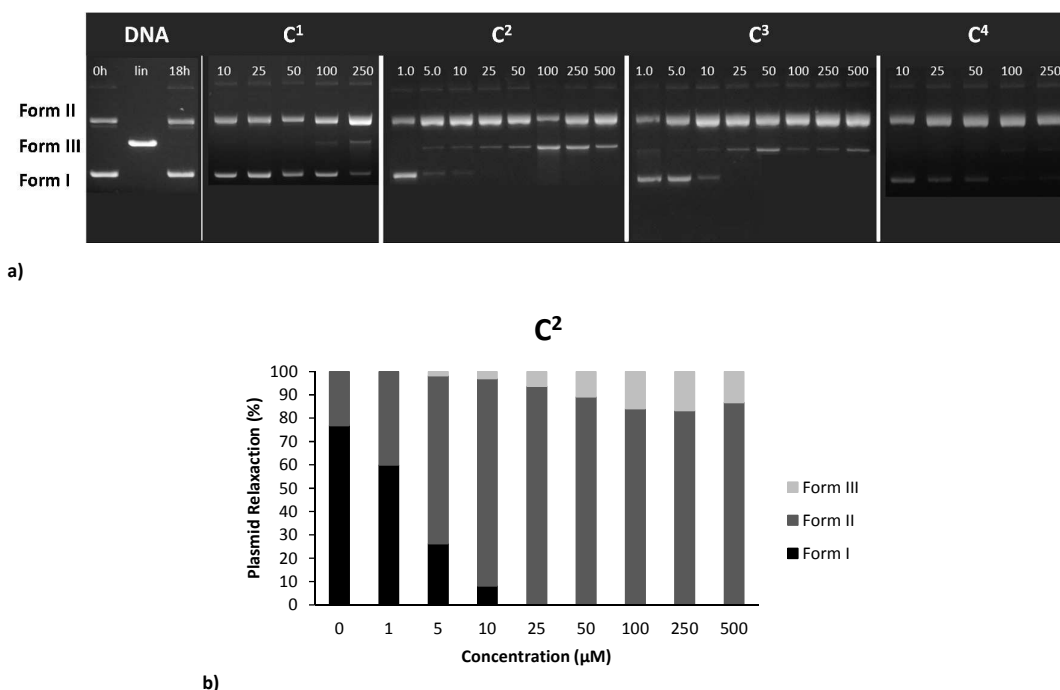 DNA C¹ C² C³ C⁴
0h lin 18h 10 25 50 100 250 1.0 5.0 10 25 50 100 250 500 1.0 5.0 10 25 50 100 250 500 10 25 50 100 250
Form II
Form III
Form I
a)
C²
100
90
80
70
60
50
40
30
20
10
0
Plasmid Relaxaction (%)
Form III
Form II
Form I
0 1 5 10 25 50 100 250 500
Concentration (µM)
b)